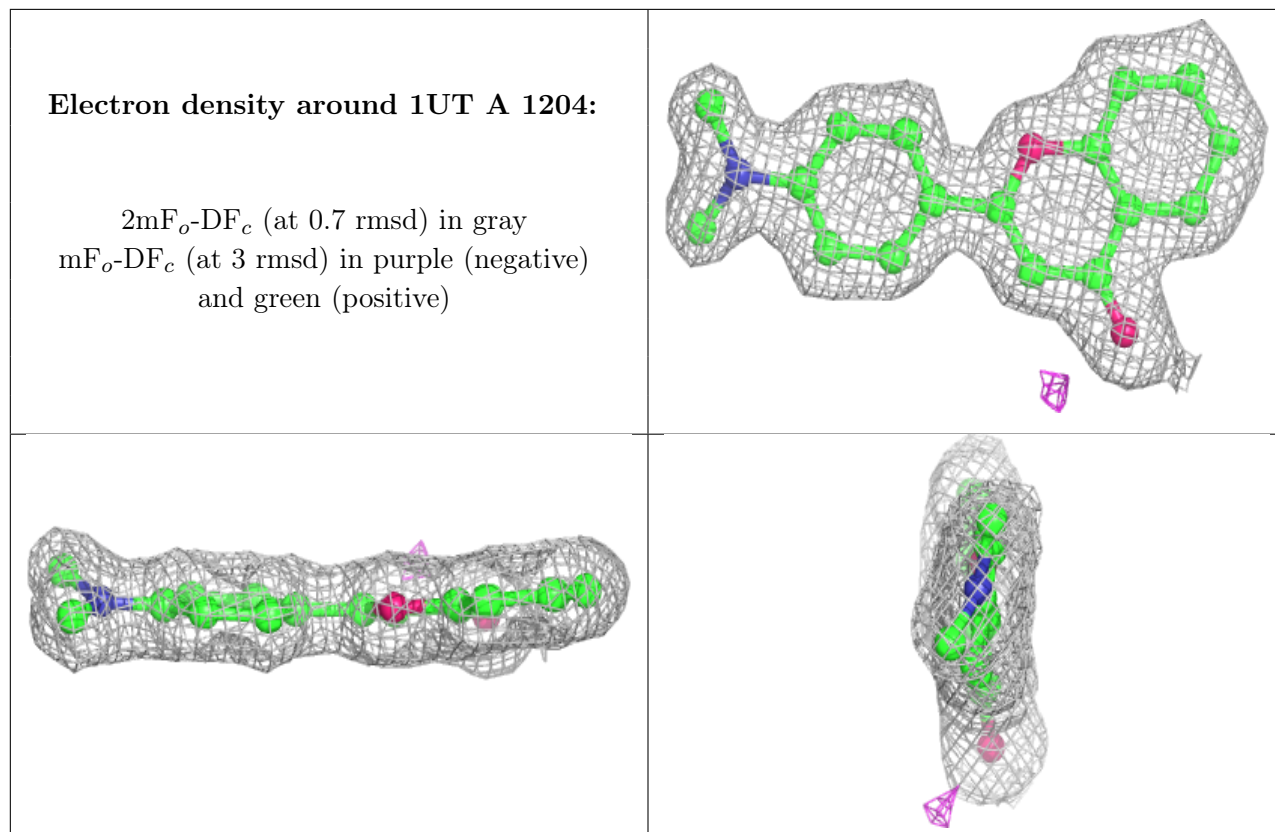 Electron density around 1UT A 1204:
2mFo-DFc (at 0.7 rmsd) in gray
mFo-DFc (at 3 rmsd) in purple (negative)
and green (positive)